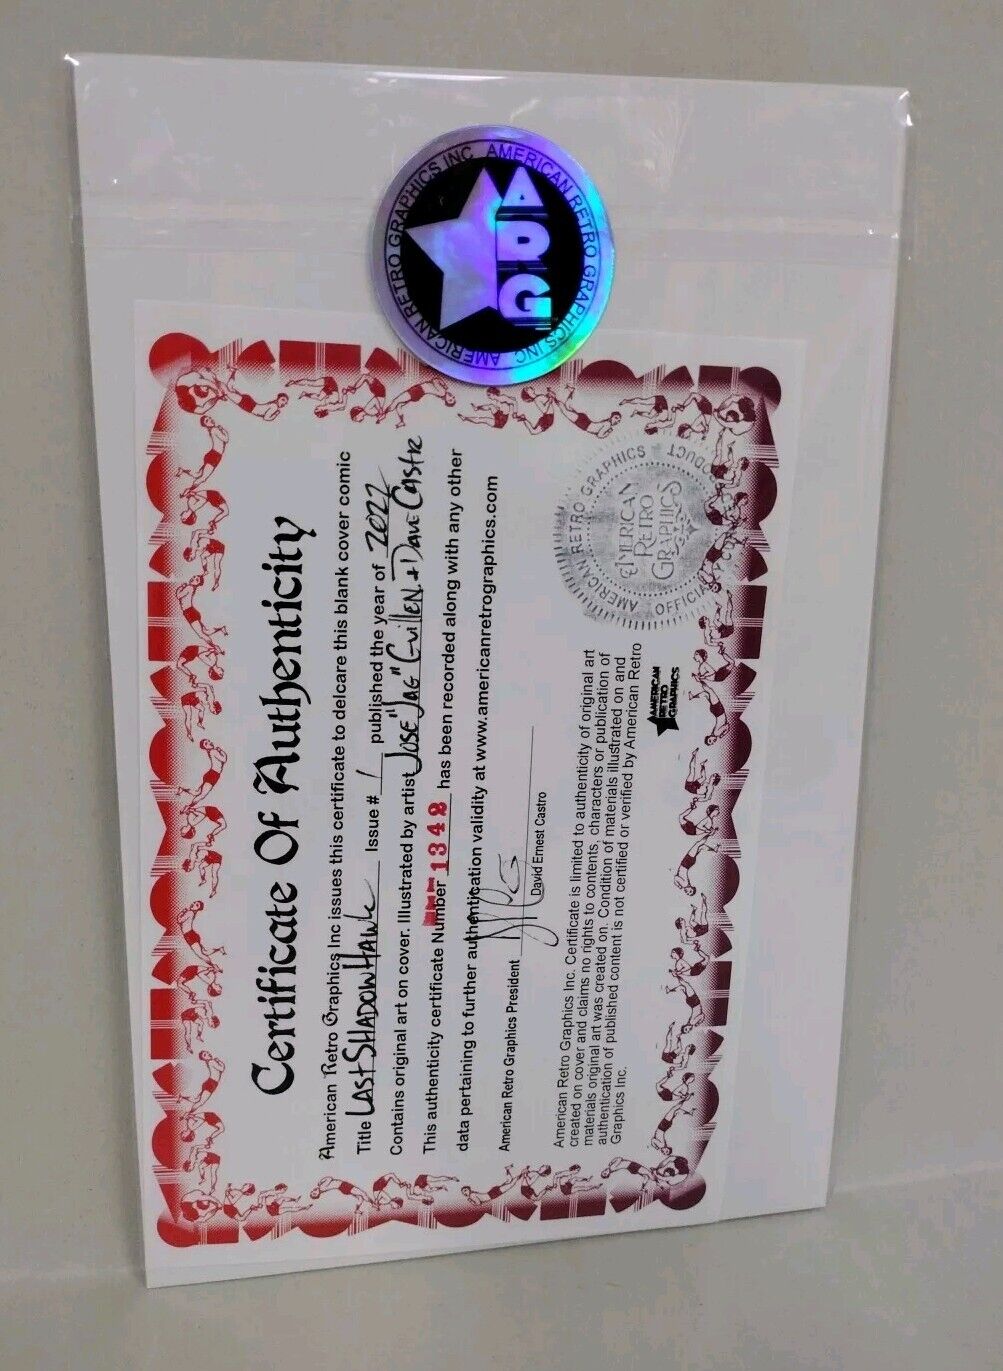 AMERICAN RETRO GRAPHICS INC AMERICAN RETRO GRAPHICS INC
ARG
Certificate Of Authenticity
American Retro Graphics Inc issues this certificate to delcare this blank cover comic
Title Last ShadowHawk Issue # 1 published the year of 2022
Contains original art on cover. Illustrated by artist Jose "Jag" Guillen + Dave Castr
This authenticity certificate Number 1342 has been recorded along with any other
data pertaining to further authentication validity at www.americanretrographics.com
American Retro Graphics President
David Ernest Castro
American Retro Graphics Inc. Certificate is limited to authenticity of original art
created on cover and claims no rights to contents, characters or publication of
materials original art was created on. Condition of materials illustrated on and
authentication of published content is not certified or verified by American Retro
Graphics Inc.
AMERICAN
RETRO
GRAPHICS
AMERICAN RETRO GRAPHICS
OFFICIAL PRODUCT
AMERICAN
RETRO
GRAPHICS